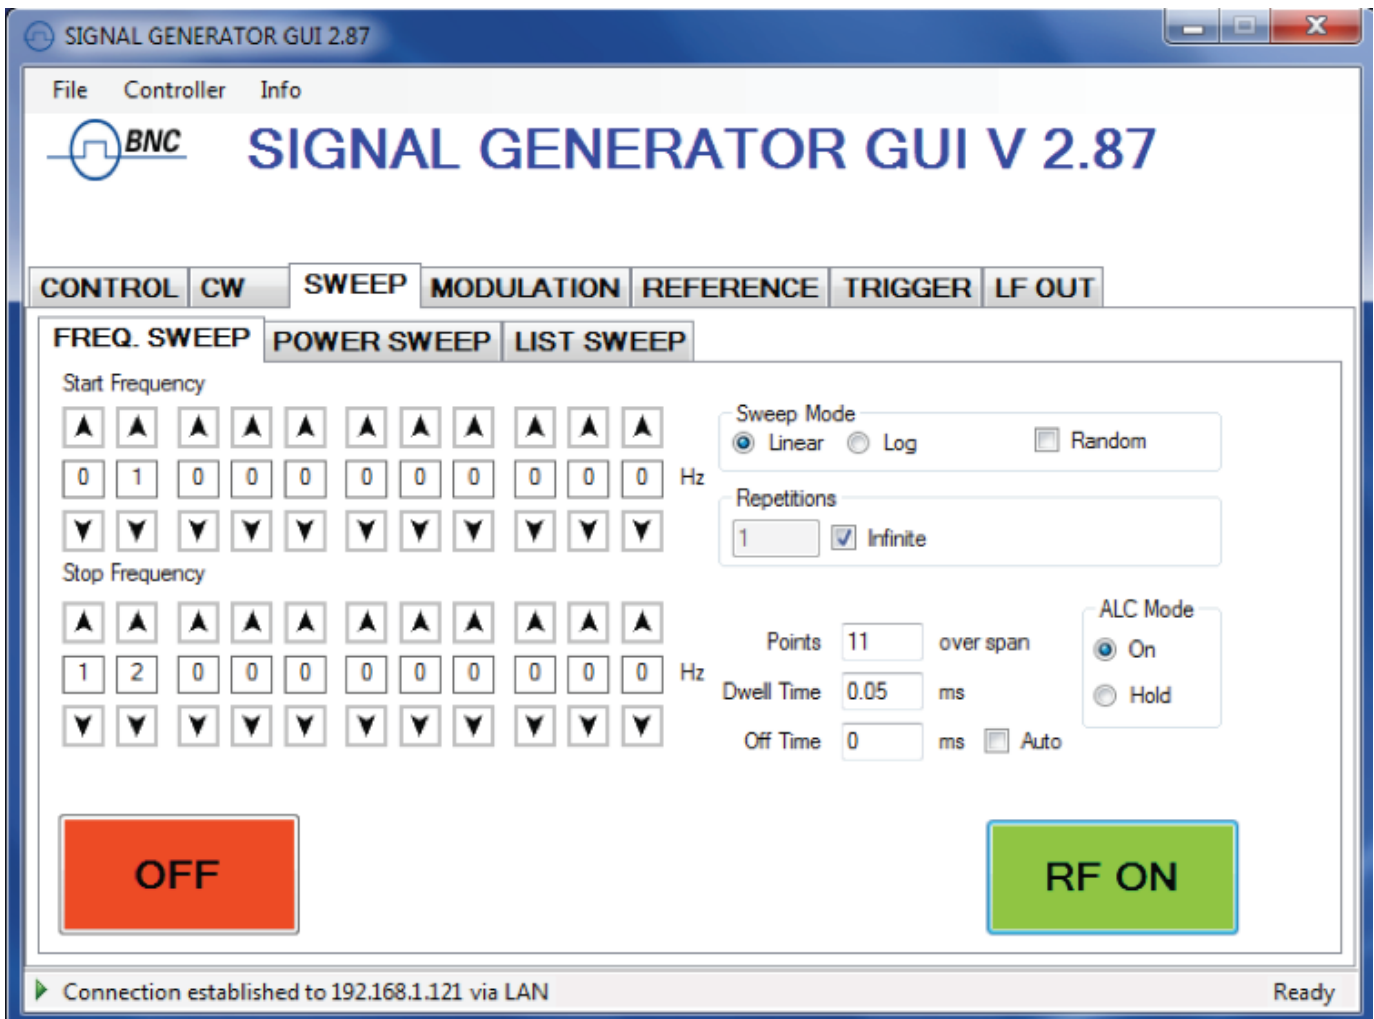 SIGNAL GENERATOR GUI 2.87
File Controller Info
BNC SIGNAL GENERATOR GUI V 2.87
CONTROL CW SWEEP MODULATION REFERENCE TRIGGER LF OUT
FREQ. SWEEP POWER SWEEP LIST SWEEP
Start Frequency
0 1 0 0 0 0 0 0 0 0 0 Hz
Stop Frequency
1 2 0 0 0 0 0 0 0 0 0 Hz
Sweep Mode
Linear Log Random
Repetitions
1 Infinite
Points 11 over span
Dwell Time 0.05 ms
Off Time 0 ms Auto
ALC Mode
On
Hold
OFF
RF ON
Connection established to 192.168.1.121 via LAN Ready